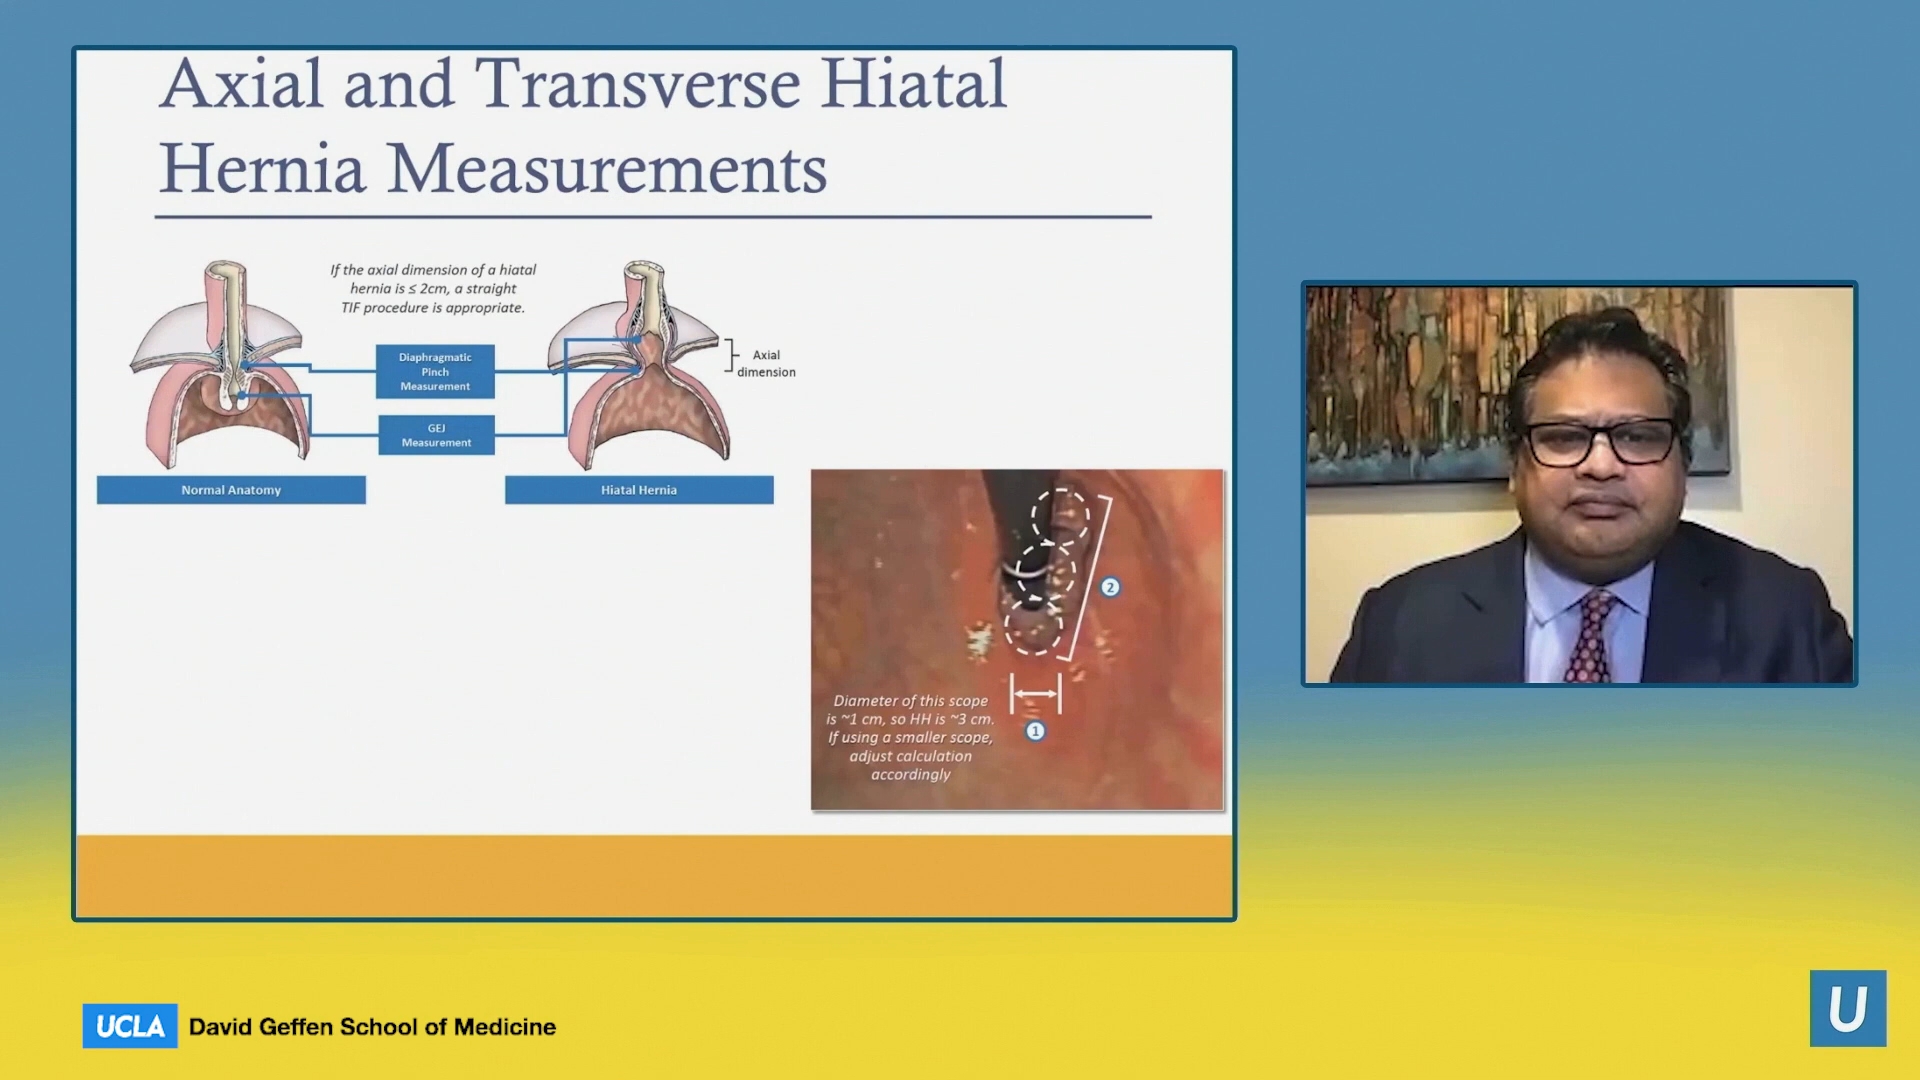 Axial and Transverse Hiatal
Hernia Measurements
If the axial dimension of a hiatal
hernia is ≤ 2cm, a straight
TIF procedure is appropriate.
Diaphragmatic
Pinch
Measurement
GEJ
Measurement
Axial
dimension
Normal Anatomy
Hiatal Hernia
2
Diameter of this scope
is ~1 cm, so HH is ~3 cm.
If using a smaller scope,
adjust calculation
accordingly
1
UCLA David Geffen School of Medicine
U